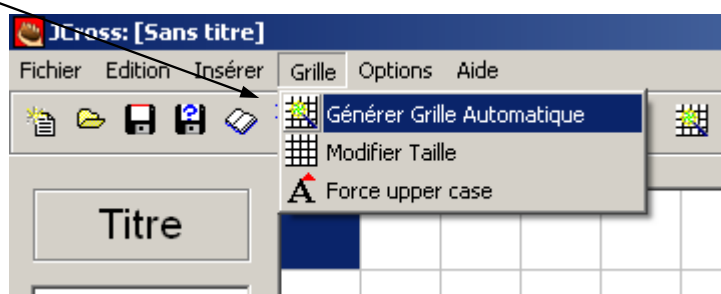 JCross: [Sans titre]
Fichier Edition Insérer Grille Options Aide
Générer Grille Automatique
Modifier Taille
Force upper case
Titre